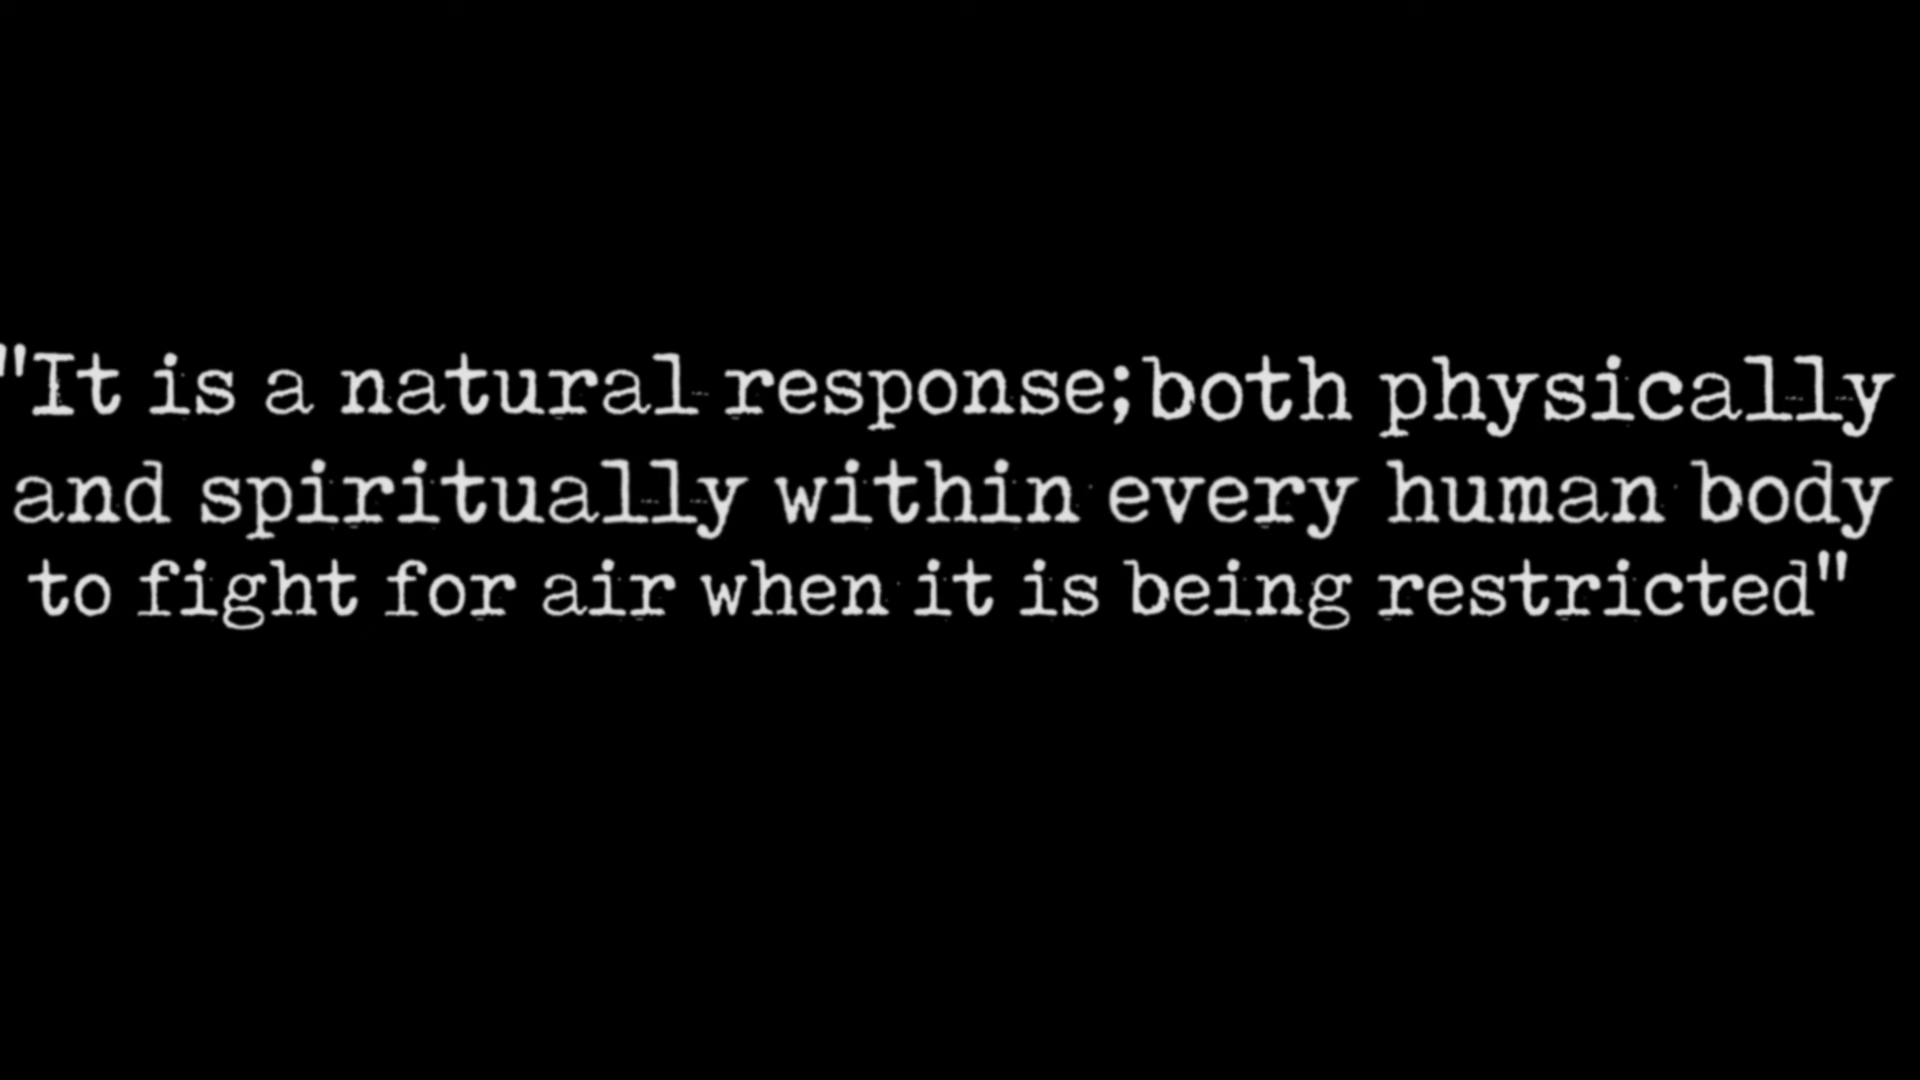 "It is a natural response;both physically
and spiritually within every human body
to fight for air when it is being restricted"